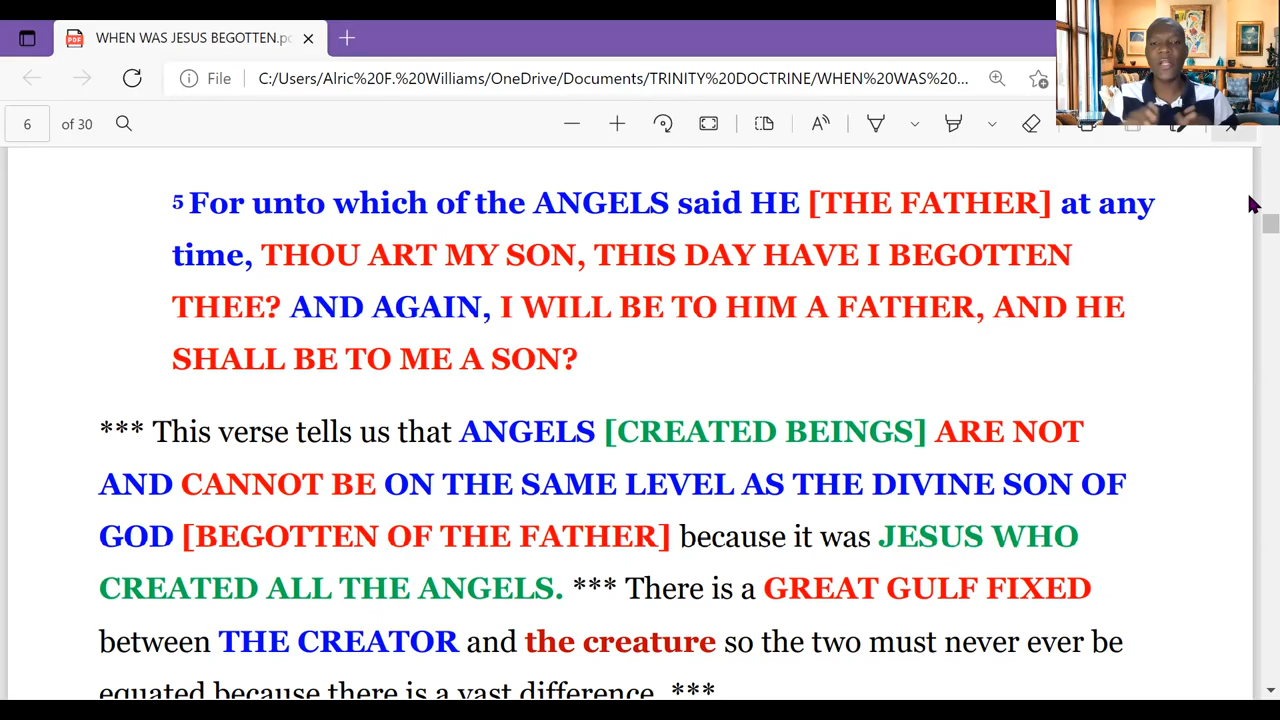 WHEN WAS JESUS BEGOTTEN.pd
File C:/Users/Alric%20F.%20Williams/OneDrive/Documents/TRINITY%20DOCTRINE/WHEN%20WAS%20...
6 of 30
5 For unto which of the ANGELS said HE [THE FATHER] at any
time, THOU ART MY SON, THIS DAY HAVE I BEGOTTEN
THEE? AND AGAIN, I WILL BE TO HIM A FATHER, AND HE
SHALL BE TO ME A SON?
*** This verse tells us that ANGELS [CREATED BEINGS] ARE NOT
AND CANNOT BE ON THE SAME LEVEL AS THE DIVINE SON OF
GOD [BEGOTTEN OF THE FATHER] because it was JESUS WHO
CREATED ALL THE ANGELS. *** There is a GREAT GULF FIXED
between THE CREATOR and the creature so the two must never ever be
equated because there is a vast difference. ***